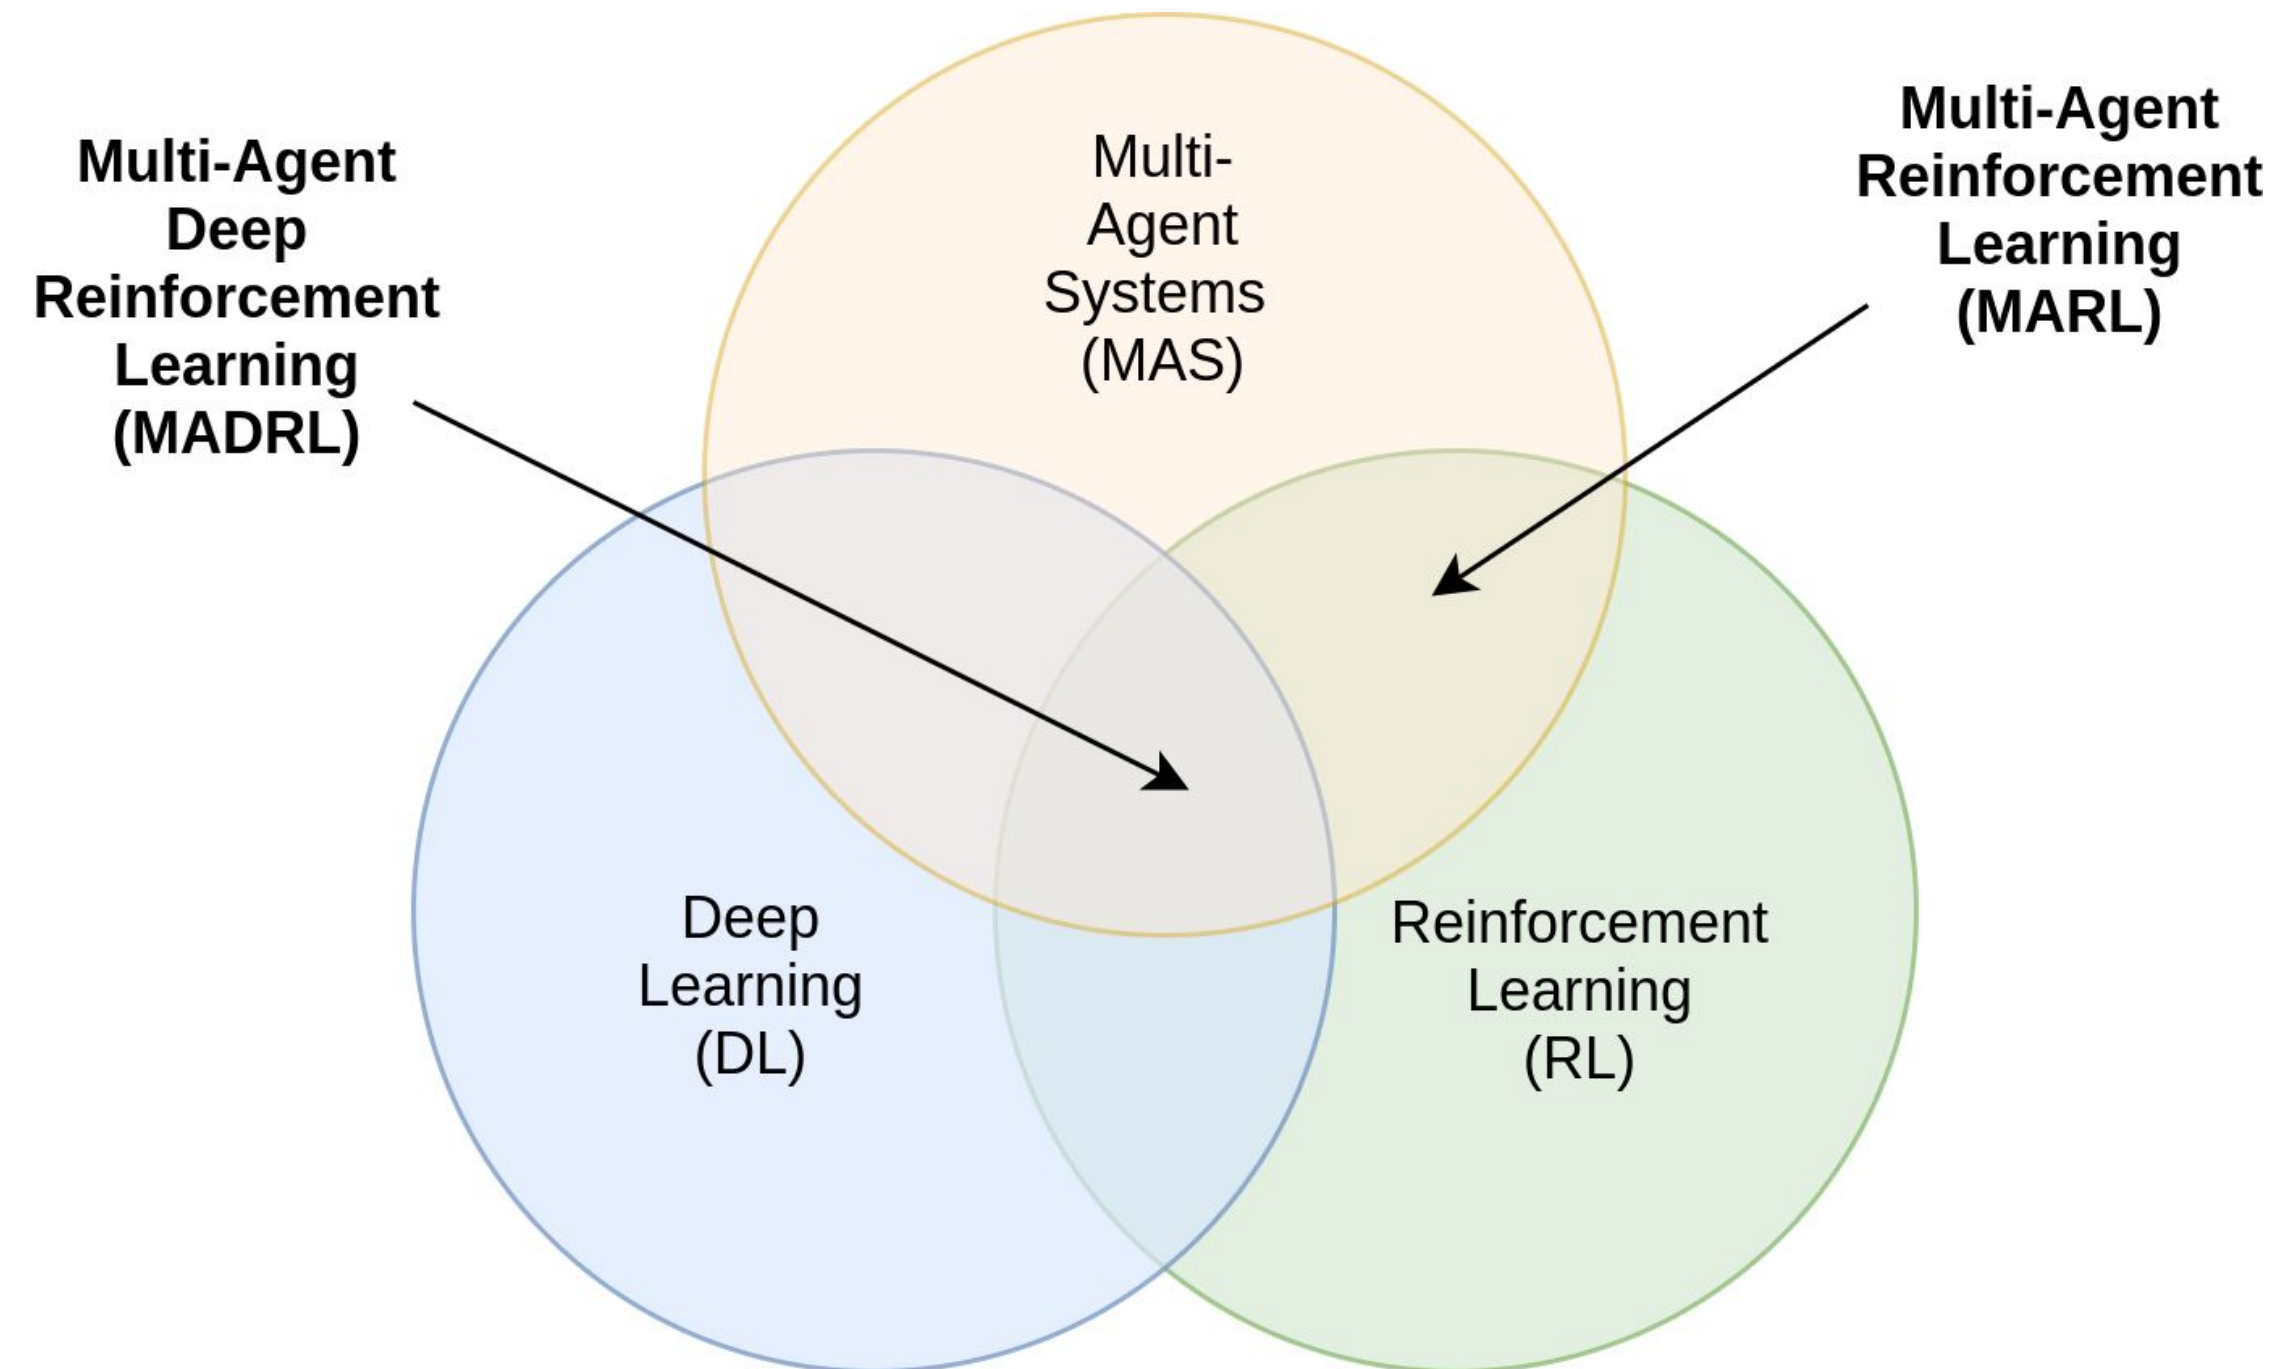 Multi-Agent
Deep
Reinforcement
Learning
(MADRL)
Multi-
Agent
Systems
(MAS)
Multi-Agent
Reinforcement
Learning
(MARL)
Deep
Learning
(DL)
Reinforcement
Learning
(RL)